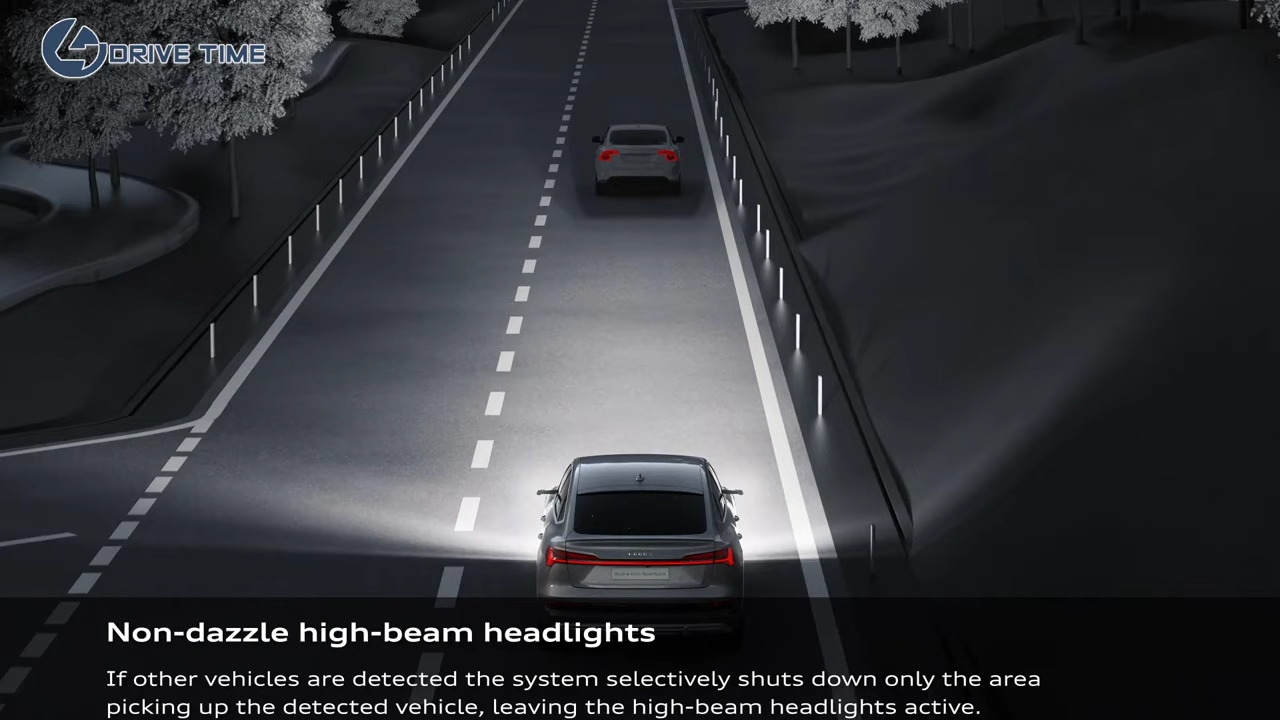 DRIVE TIME
Non-dazzle high-beam headlights
If other vehicles are detected the system selectively shuts down only the area
picking up the detected vehicle, leaving the high-beam headlights active.